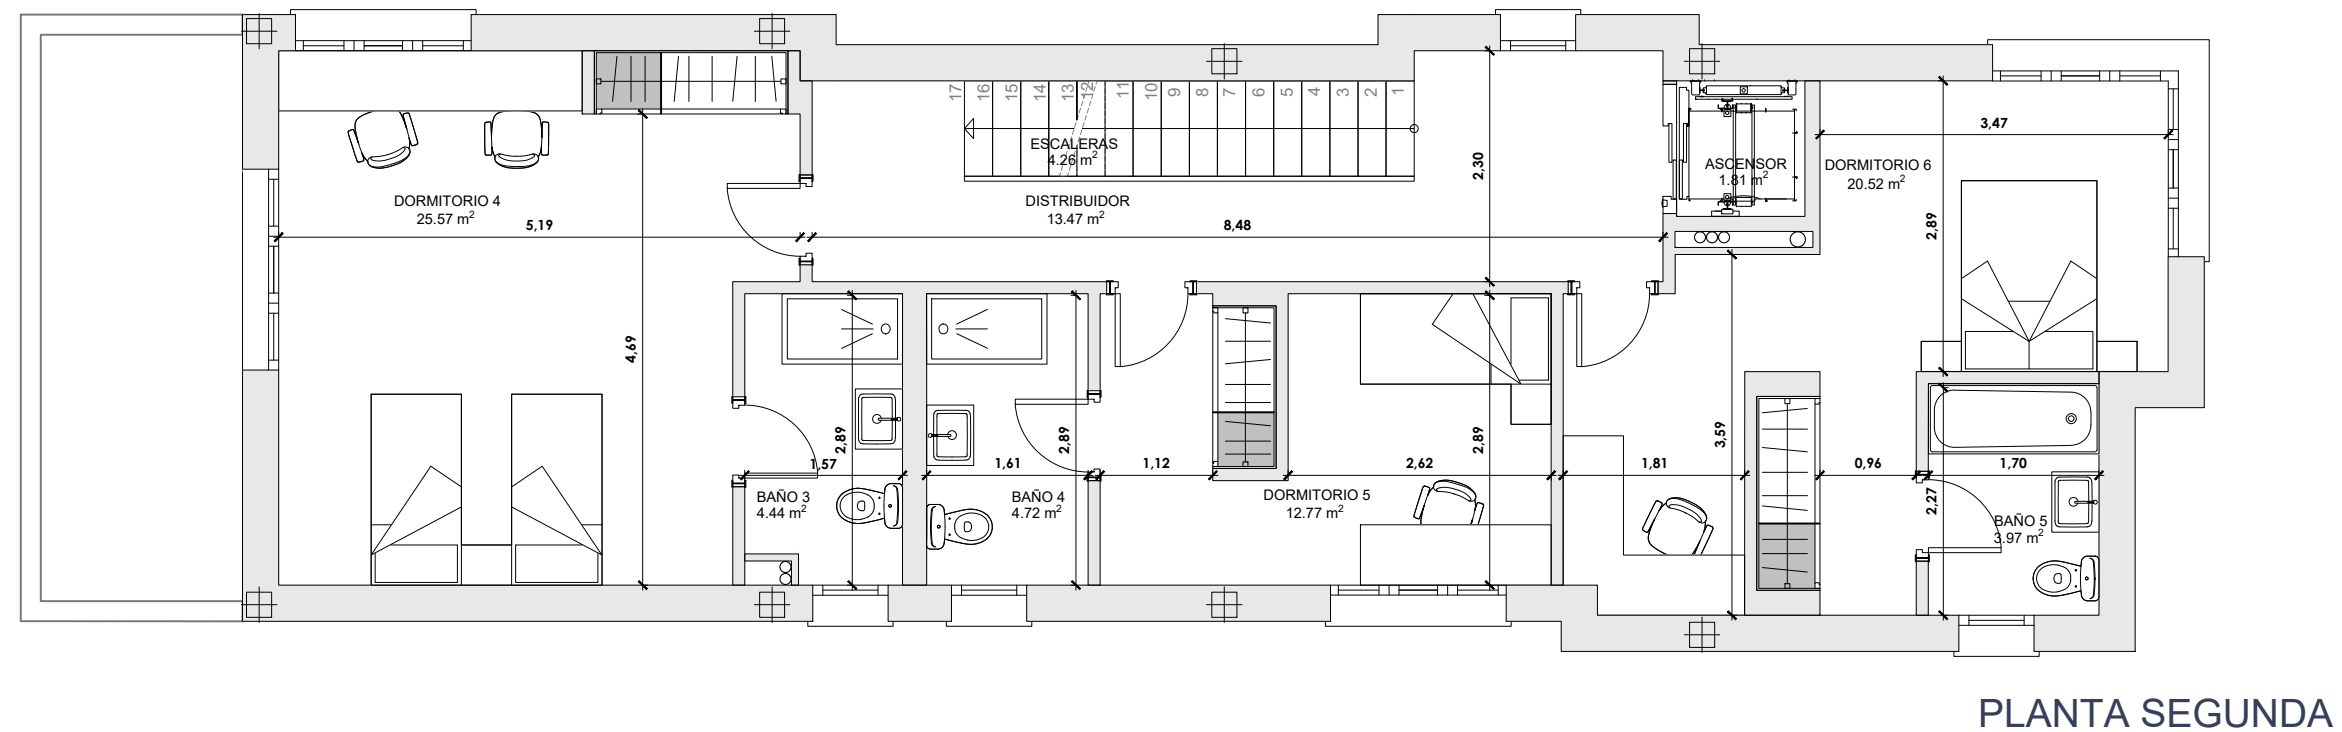 17 16 15 14 13 12 11 10 9 8 7 6 5 4 3 2 1
ESCALERAS
4.26 m²
2,30
3,47
ASCENSOR
1.81 m²
DORMITORIO 6
20.52 m²
DORMITORIO 4
25.57 m²
DISTRIBUIDOR
13.47 m²
5,19
8,48
2,89
4,69
2,89
2,89
2,89
3,59
1,57
1,61
1,12
2,62
1,81
0,96
1,70
BAÑO 3
4.44 m²
BAÑO 4
4.72 m²
DORMITORIO 5
12.77 m²
2,27
BAÑO 5
3.97 m²
PLANTA SEGUNDA